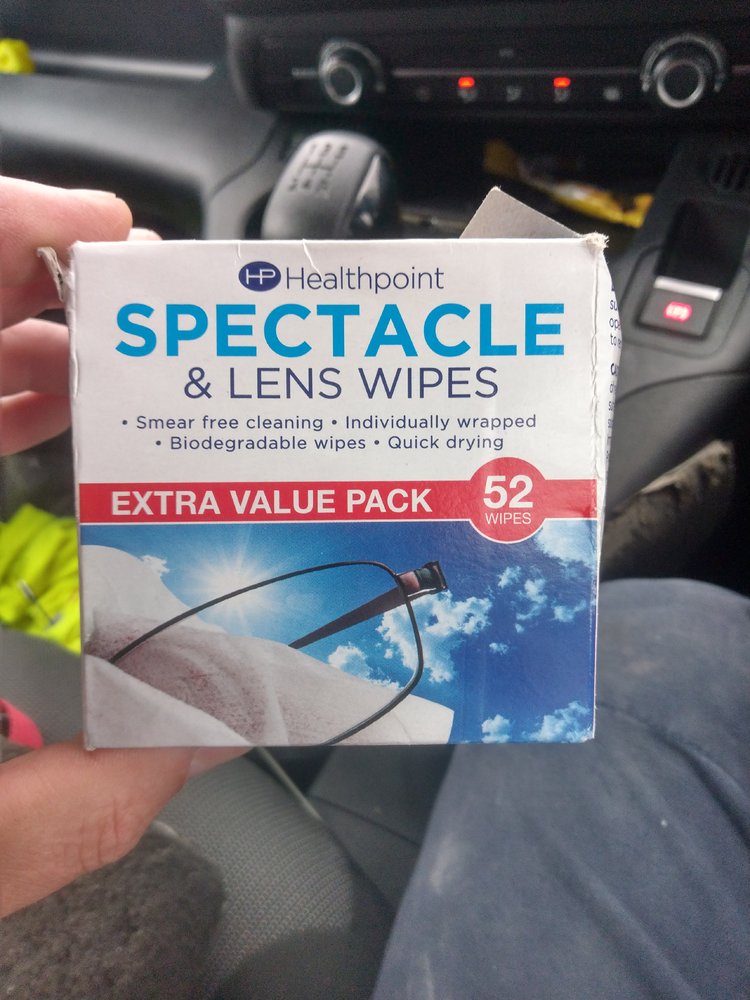 HP Healthpoint
SPECTACLE
& LENS WIPES
• Smear free cleaning • Individually wrapped
• Biodegradable wipes • Quick drying
EXTRA VALUE PACK
52
WIPES